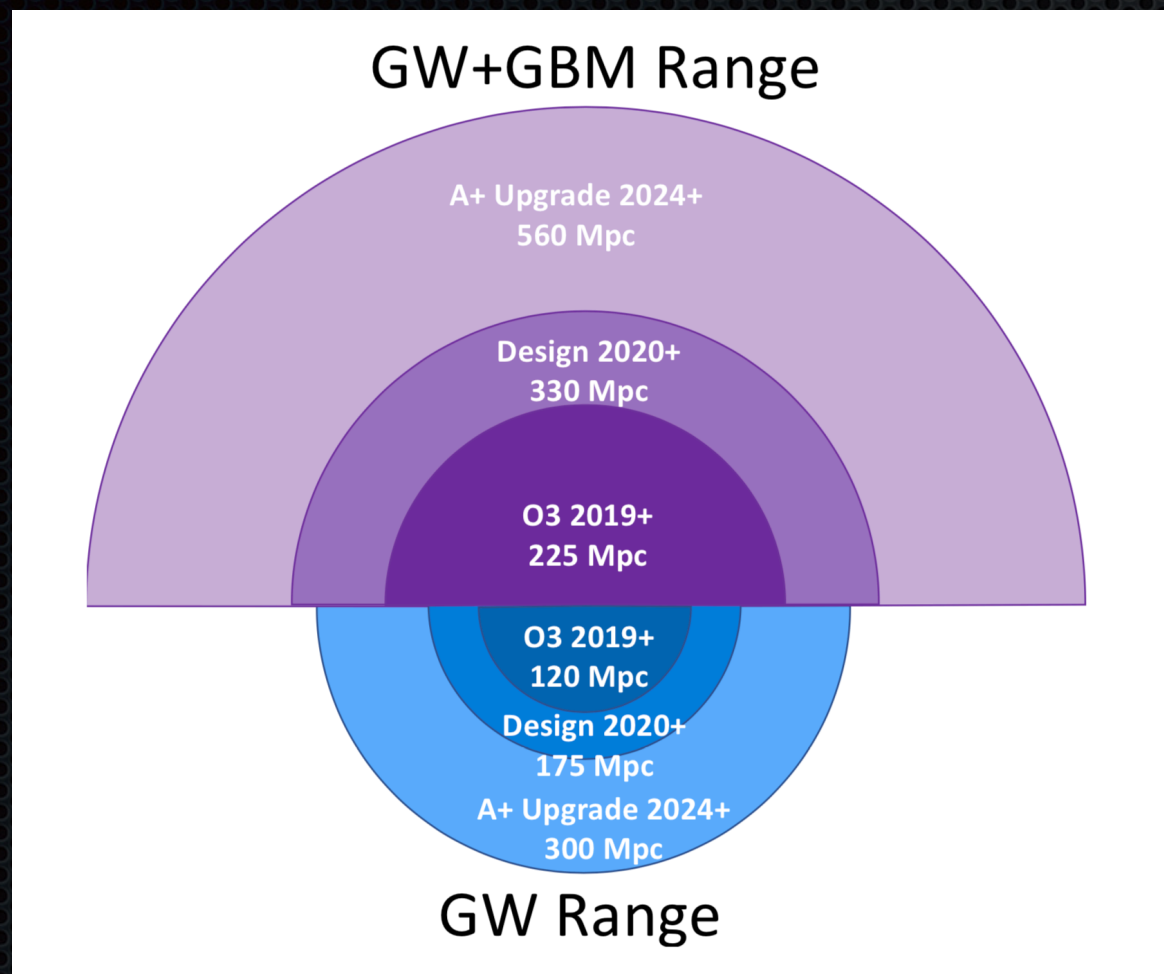 GW+GBM Range
A+ Upgrade 2024+
560 Mpc
Design 2020+
330 Mpc
O3 2019+
225 Mpc
O3 2019+
120 Mpc
Design 2020+
175 Mpc
A+ Upgrade 2024+
300 Mpc
GW Range